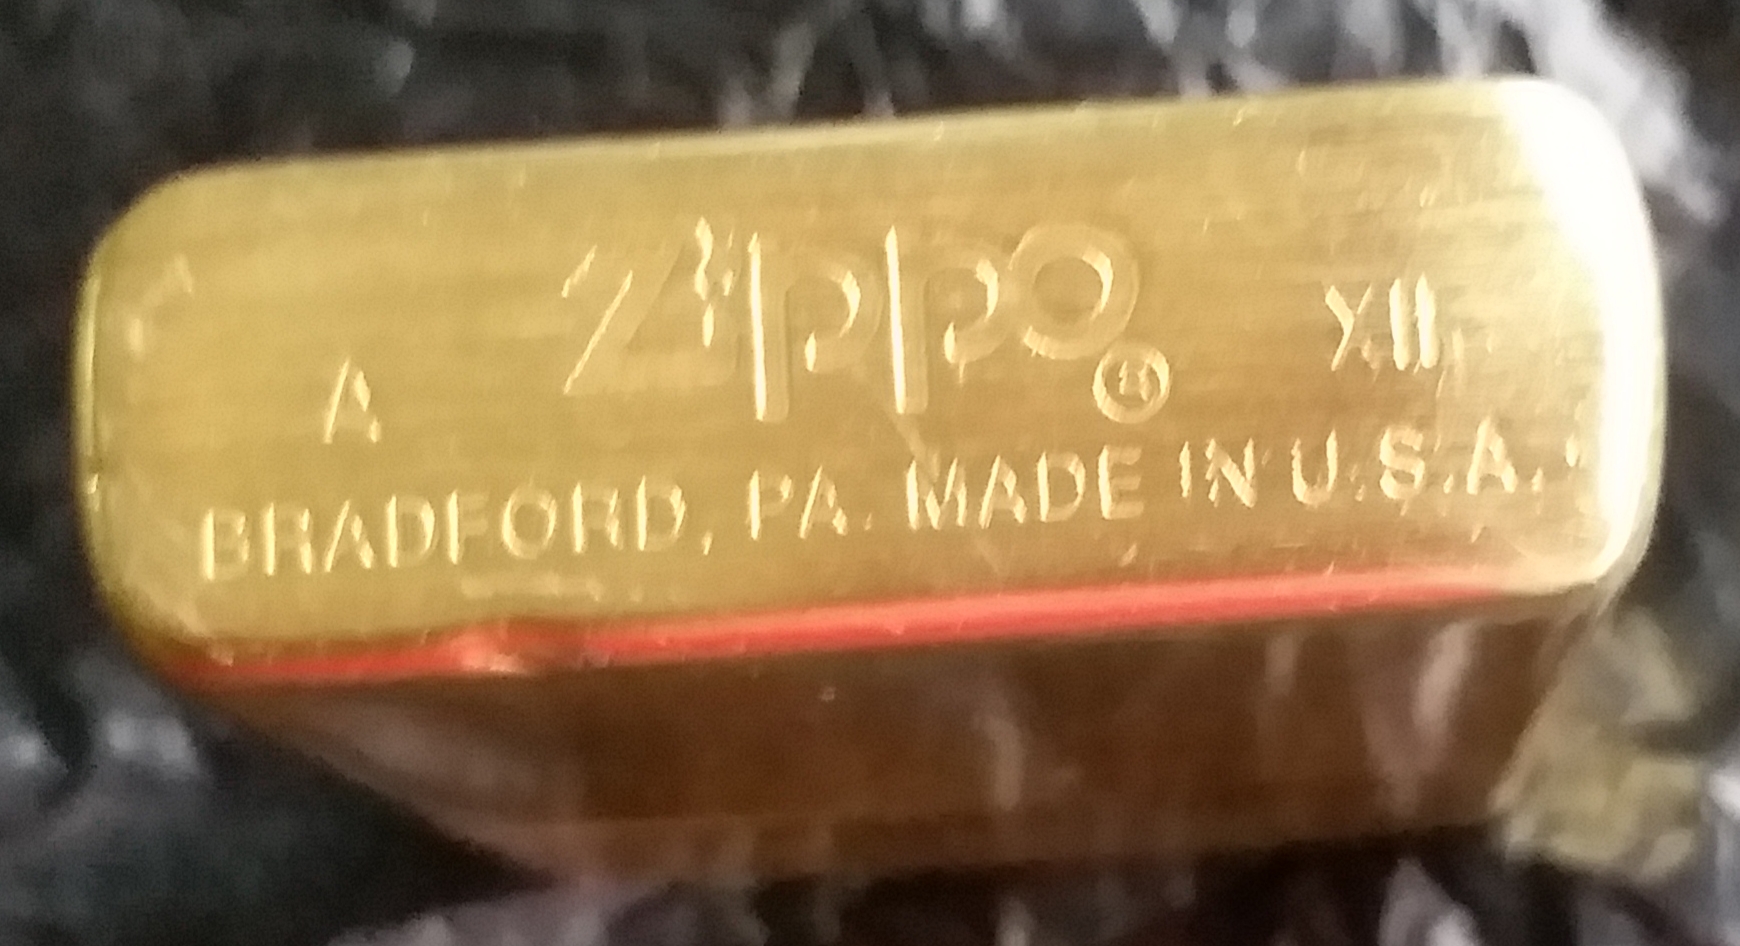 A Zippo® XII
BRADFORD, PA. MADE IN U.S.A.